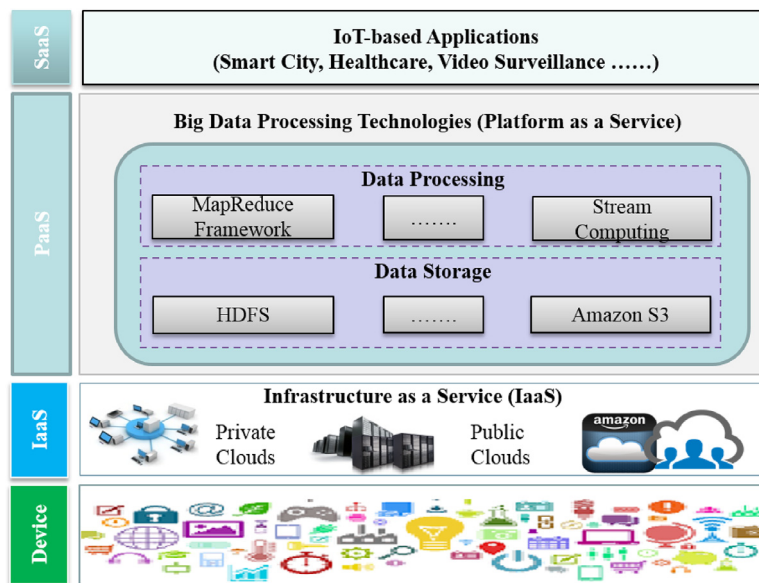 SaaS
IoT-based Applications
(Smart City, Healthcare, Video Surveillance ……)
PaaS
Big Data Processing Technologies (Platform as a Service)
Data Processing
MapReduce
Framework
…….
Stream
Computing
Data Storage
HDFS
…….
Amazon S3
IaaS
Infrastructure as a Service (IaaS)
Private
Clouds
Public
Clouds
amazon
Device